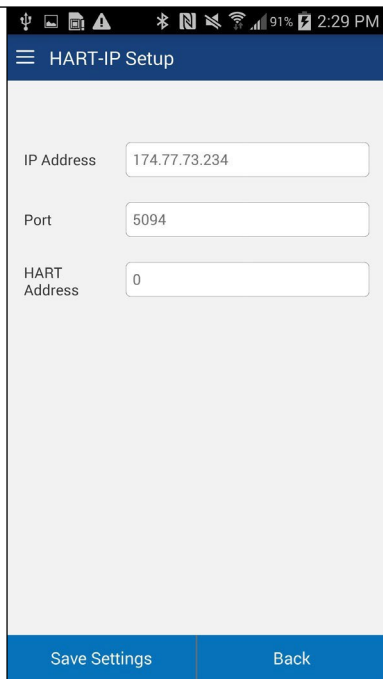 91% 2:29 PM
HART-IP Setup
IP Address 174.77.73.234
Port 5094
HART
Address 0
Save Settings Back